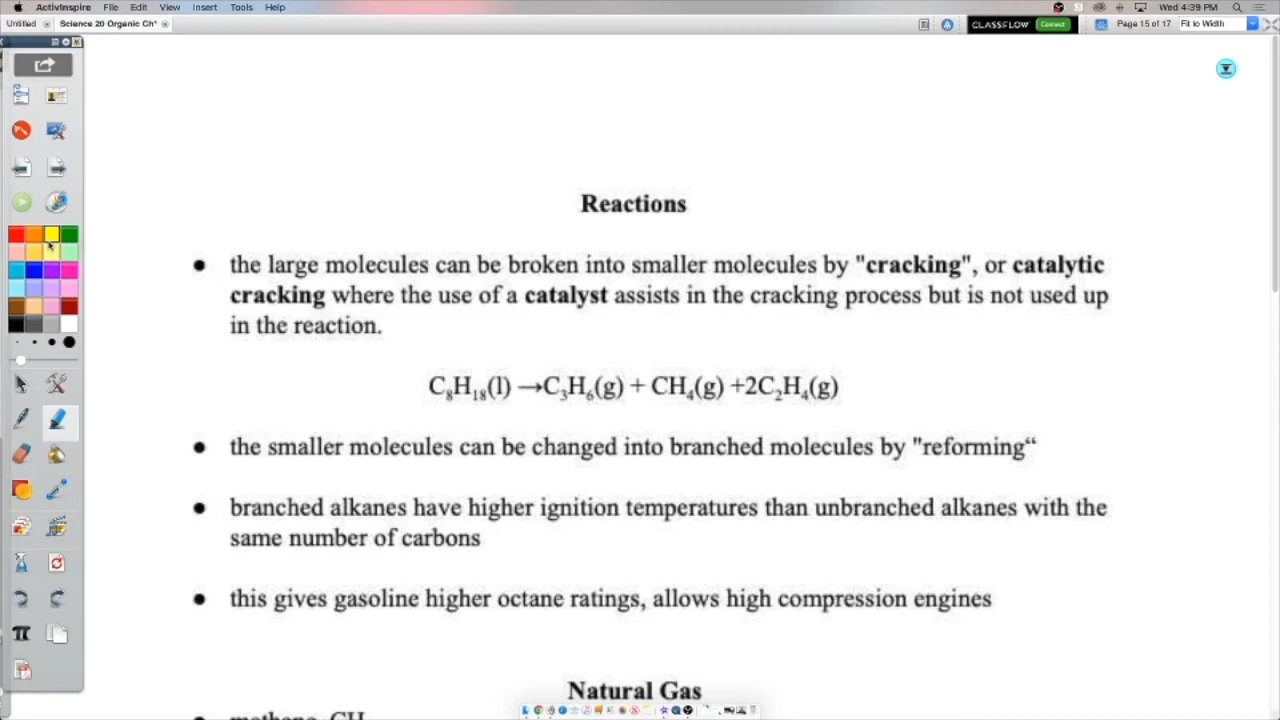 ActivInspire File Edit View Insert Tools Help Wed 4:39 PM
Untitled Science 20 Organic Ch* CLASSFLOW Connect Page 15 of 17 Fit to Width
Reactions
● the large molecules can be broken into smaller molecules by "cracking", or catalytic
cracking where the use of a catalyst assists in the cracking process but is not used up
in the reaction.
C₈H₁₈(l) →C₃H₆(g) + CH₄(g) +2C₂H₄(g)
● the smaller molecules can be changed into branched molecules by "reforming“
● branched alkanes have higher ignition temperatures than unbranched alkanes with the
same number of carbons
● this gives gasoline higher octane ratings, allows high compression engines
Natural Gas
● methane, CH